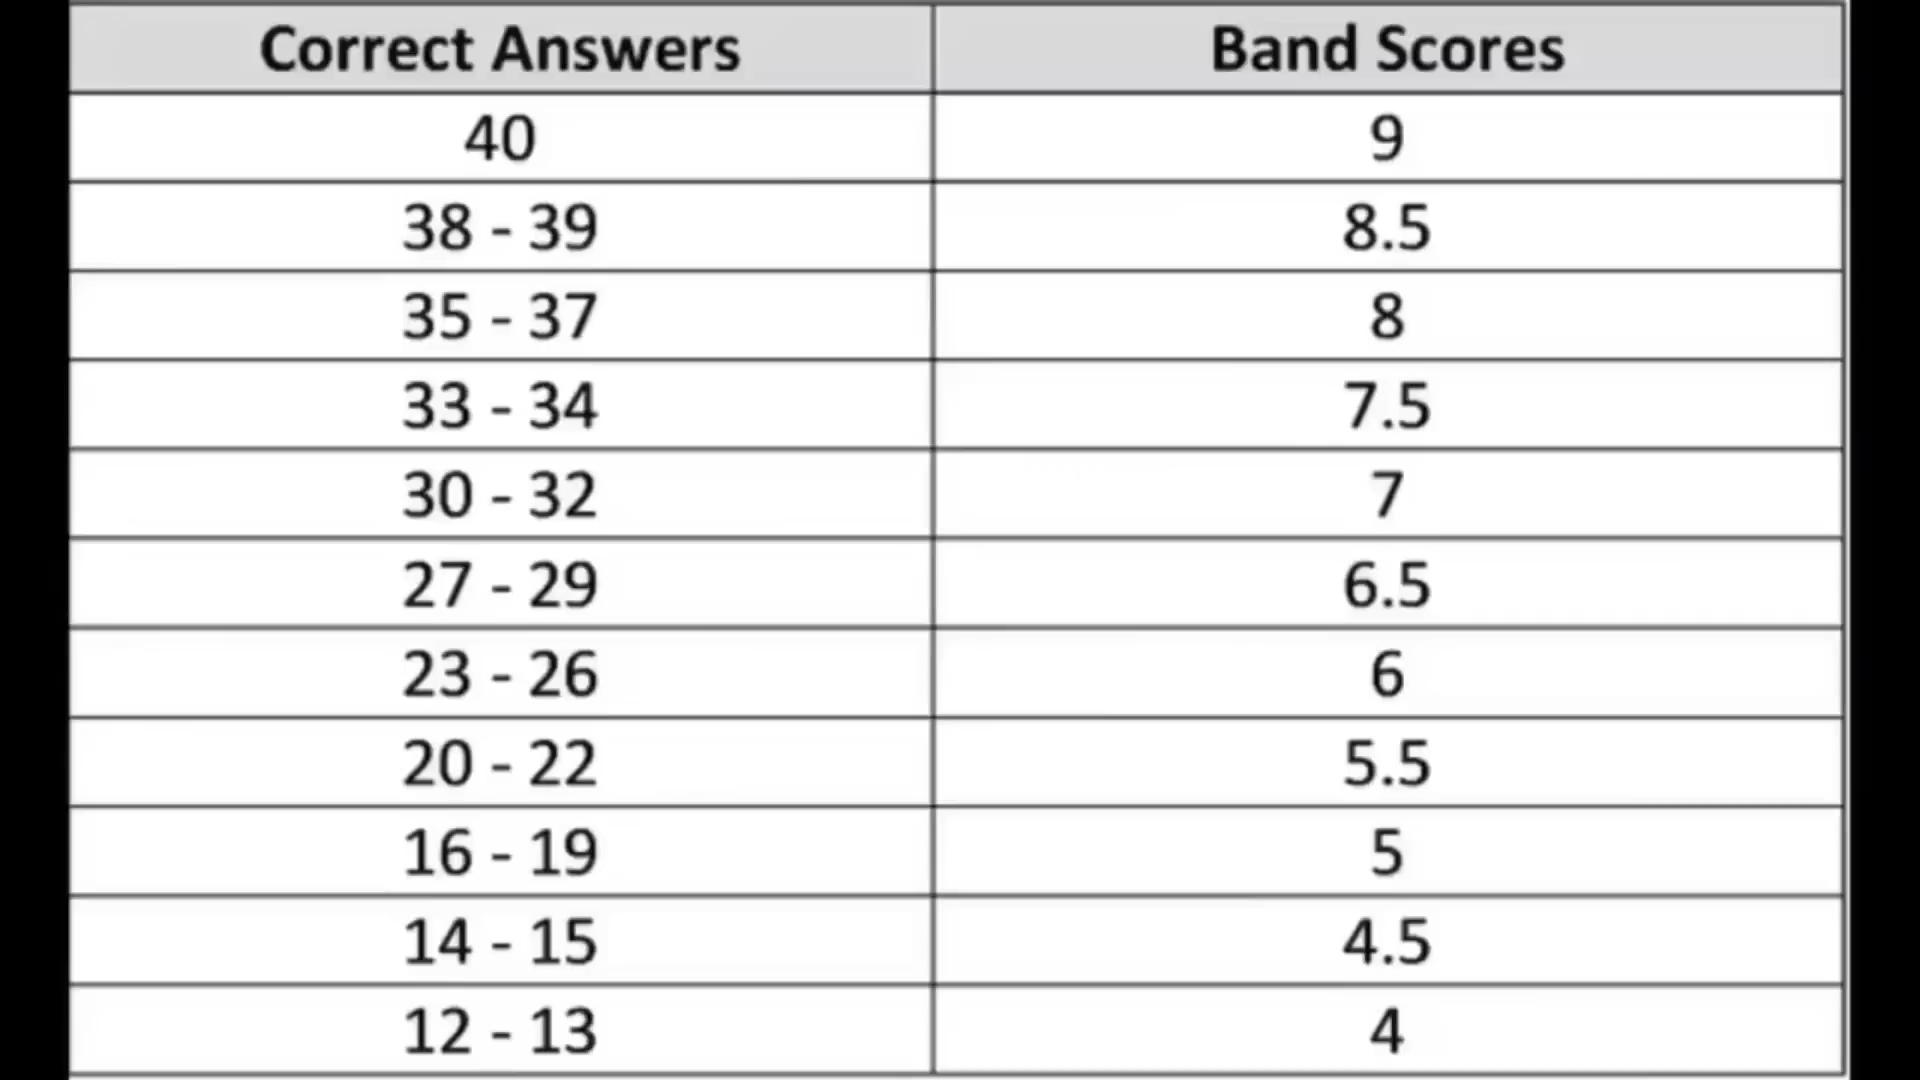 Correct Answers Band Scores
40 9
38 - 39 8.5
35 - 37 8
33 - 34 7.5
30 - 32 7
27 - 29 6.5
23 - 26 6
20 - 22 5.5
16 - 19 5
14 - 15 4.5
12 - 13 4